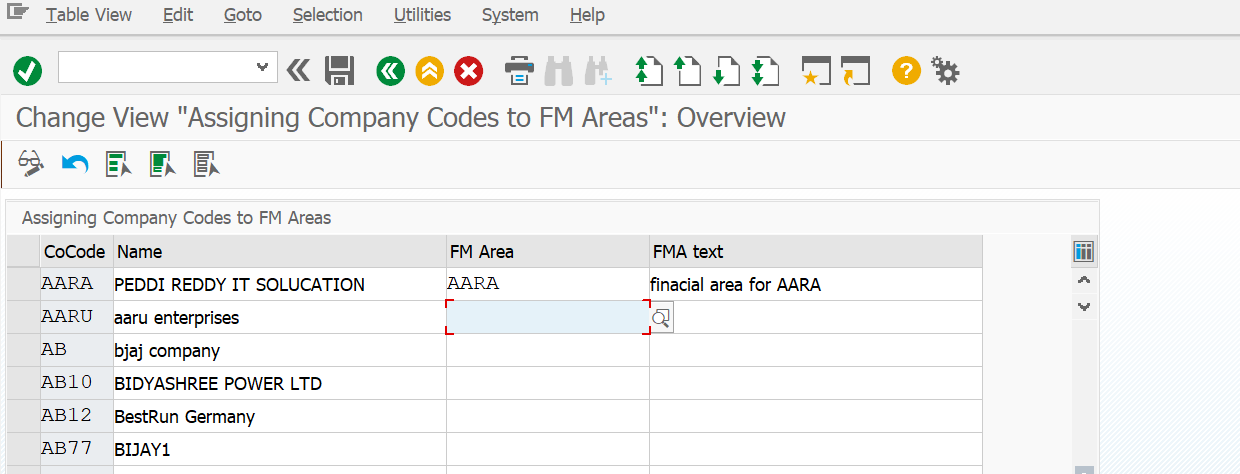 Table View Edit Goto Selection Utilities System Help
Change View "Assigning Company Codes to FM Areas": Overview
Assigning Company Codes to FM Areas
CoCode Name FM Area FMA text
AARA PEDDI REDDY IT SOLUCATION AARA finacial area for AARA
AARU aaru enterprises
AB bjaj company
AB10 BIDYASHREE POWER LTD
AB12 BestRun Germany
AB77 BIJAY1